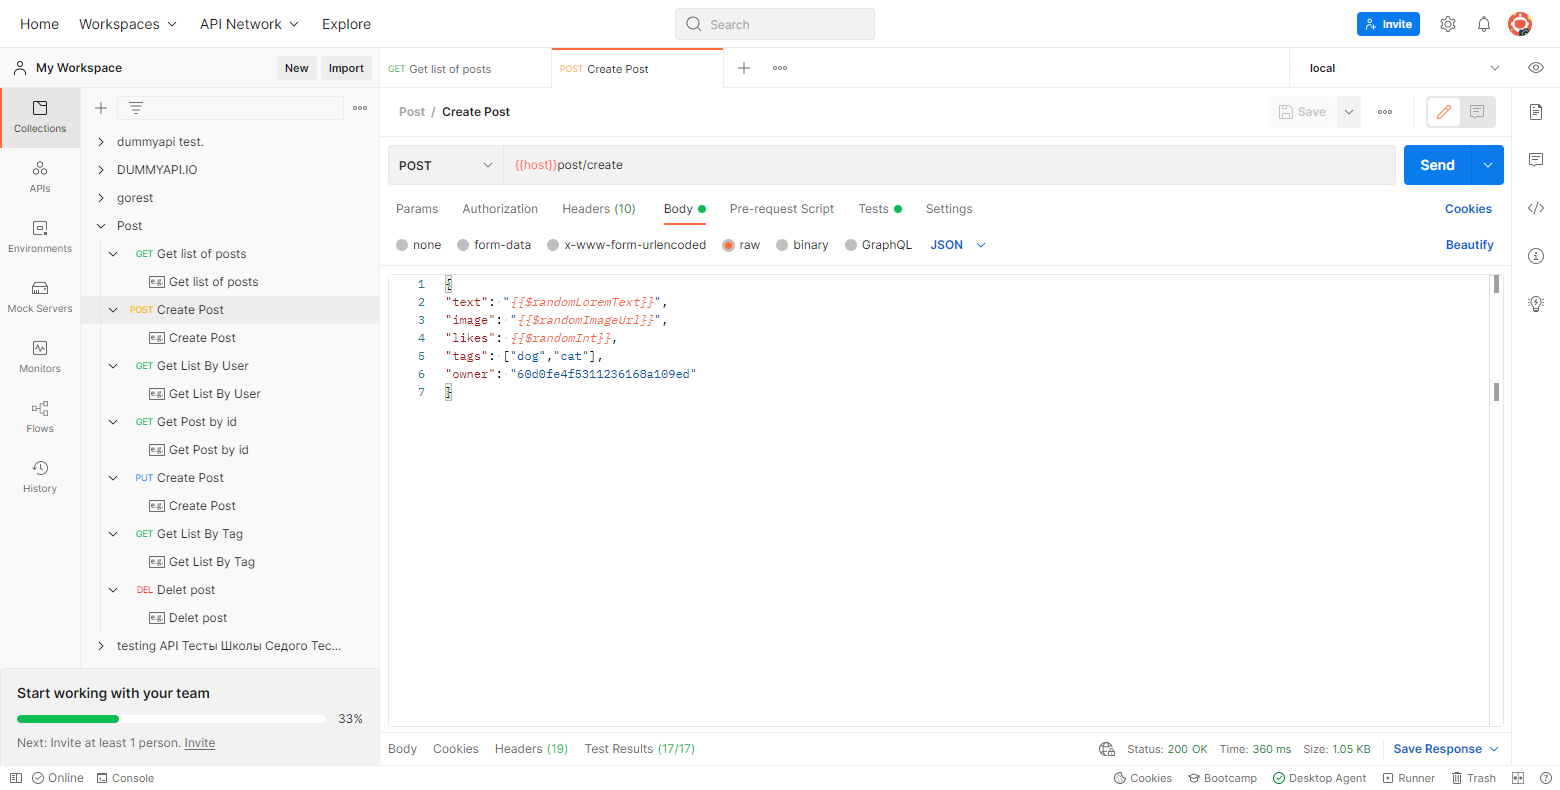 Home Workspaces API Network Explore Search Invite
My Workspace New Import GET Get list of posts POST Create Post local
Collections
APIs
Environments
Mock Servers
Monitors
Flows
History
dummyapi test.
DUMMYAPI.IO
gorest
Post
GET Get list of posts
e.g. Get list of posts
POST Create Post
e.g. Create Post
GET Get List By User
e.g. Get List By User
GET Get Post by id
e.g. Get Post by id
PUT Create Post
e.g. Create Post
GET Get List By Tag
e.g. Get List By Tag
DEL Delet post
e.g. Delet post
testing API Тесты Школы Седого Тес...
Start working with your team
33%
Next: Invite at least 1 person. Invite
Post / Create Post Save
POST {{host}}post/create Send
Params Authorization Headers (10) Body Pre-request Script Tests Settings Cookies
none form-data x-www-form-urlencoded raw binary GraphQL JSON Beautify
1 {
2 "text": "{{$randomLoremText}}",
3 "image": "{{$randomImageUrl}}",
4 "likes": {{$randomInt}},
5 "tags": ["dog","cat"],
6 "owner": "60d0fe4f5311236168a109ed"
7 }
Body Cookies Headers (19) Test Results (17/17) Status: 200 OK Time: 360 ms Size: 1.05 KB Save Response
Online Console Cookies Bootcamp Desktop Agent Runner Trash